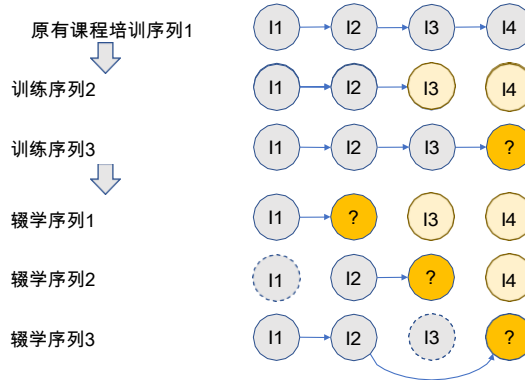 原有课程培训序列1 I1 I2 I3 I4
训练序列2 I1 I2 I3 I4
训练序列3 I1 I2 I3 ?
辍学序列1 I1 ? I3 I4
辍学序列2 I1 I2 ? I4
辍学序列3 I1 I2 I3 ?